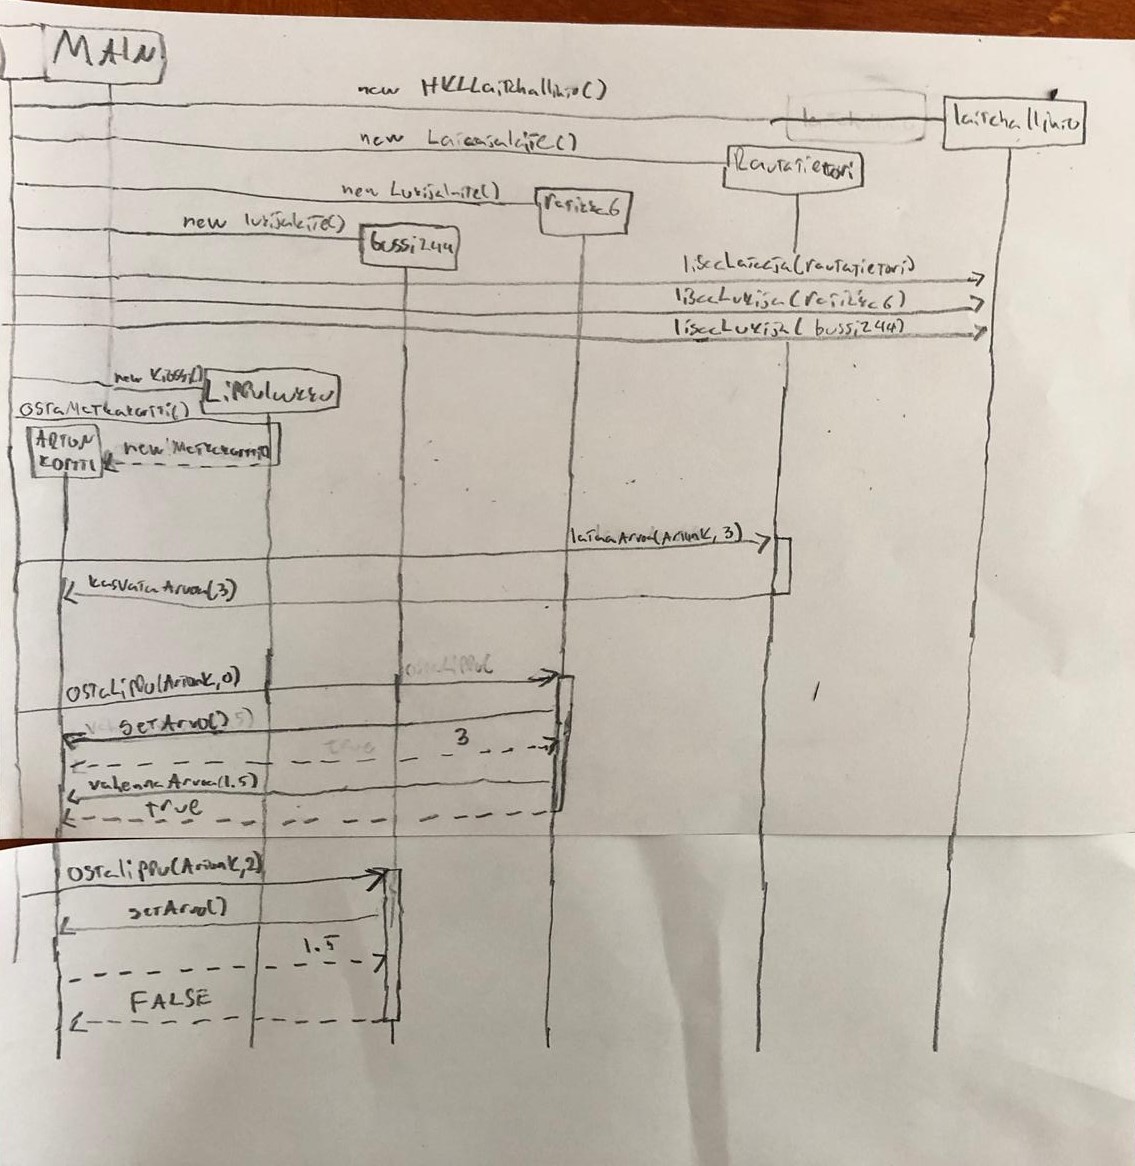 MAIN
new HKLLaitehallinto()
laitehallinto
new Lataajalaite()
Rautatietori
new Lukijalaite()
ratikka6
new lukijalaite()
bussi244
lisaaLataaja(rautatietori)
lisaaLukija(ratikka6)
lisaaLukija( bussi244)
new Kioski()
Lippuluukku
OSTaMatkakortti()
ARTUN
KORTTI
new Matkakortti()
lataaArvoa(ArtunK, 3)
kasvataArvoa(3)
OSTaLippu(ArtunK,0)
getArvo()
3
true
vahennaArvoa(1.5)
true
OSTaLippu(ArtunK,2)
getArvo()
1.5
FALSE